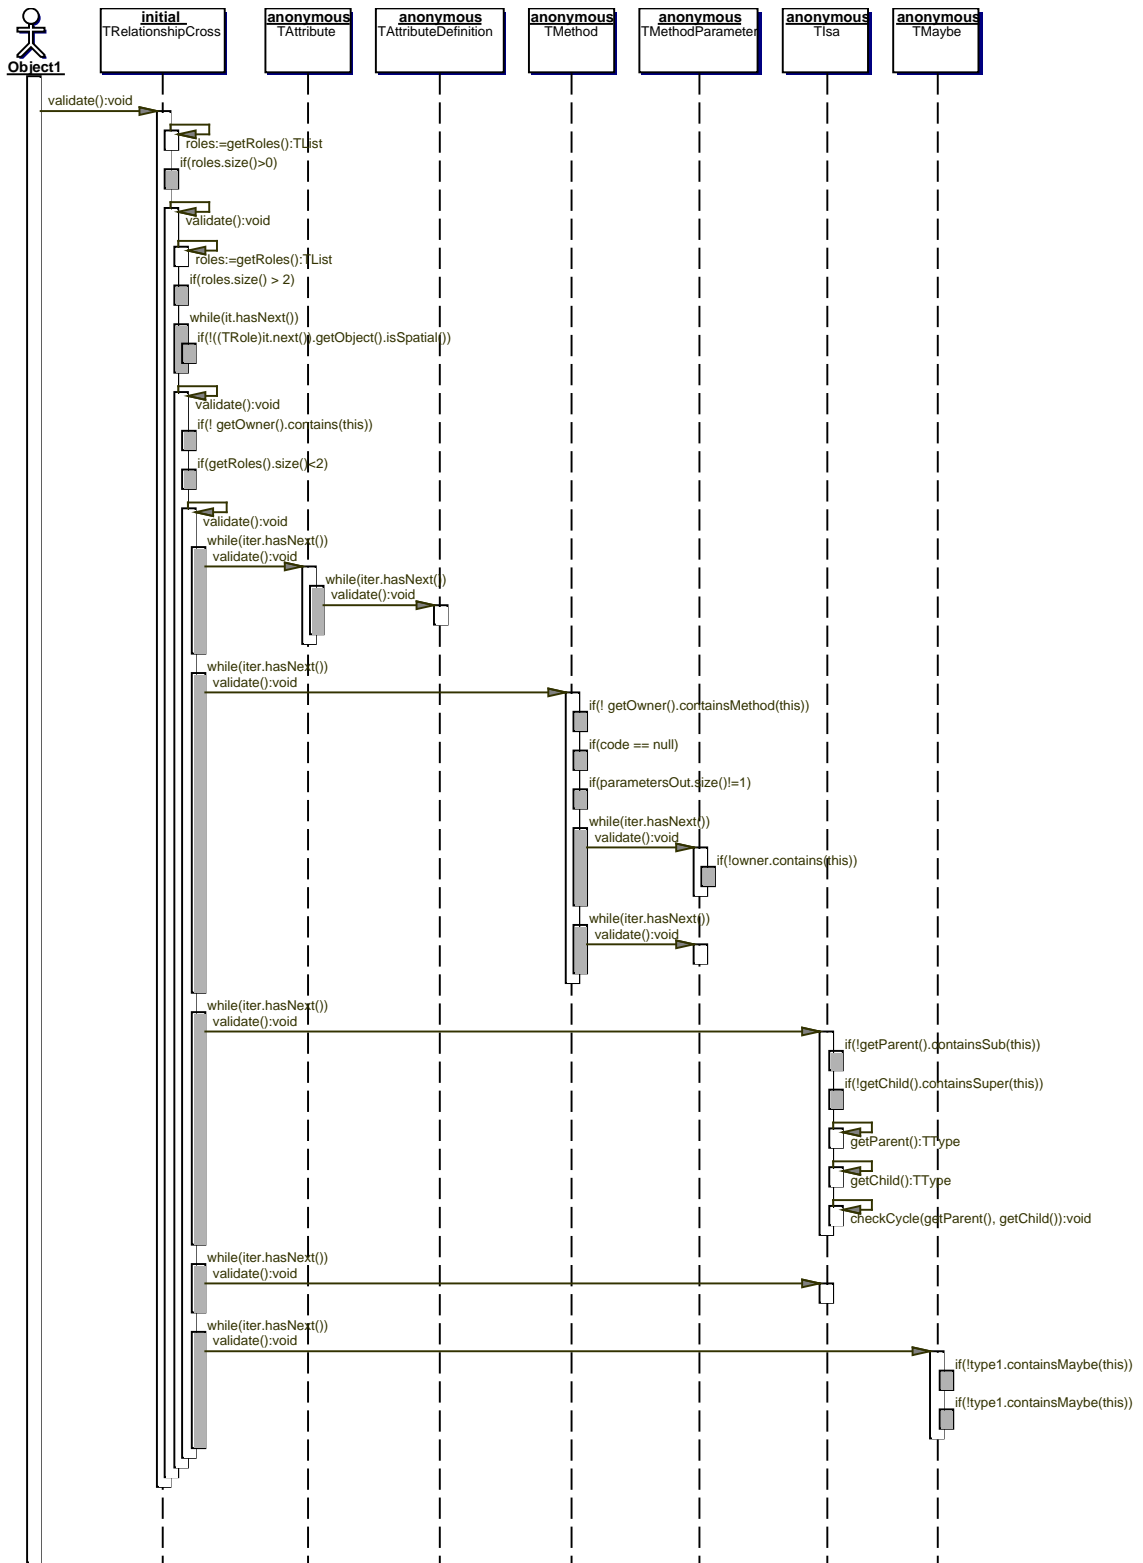 initial
TRelationshipCross
anonymous
TAttribute
anonymous
TAttributeDefinition
anonymous
TMethod
anonymous
TMethodParameter
anonymous
TIsa
anonymous
TMaybe
Object1
validate():void
roles:=getRoles():TList
if(roles.size()>0)
validate():void
roles:=getRoles():TList
if(roles.size() > 2)
while(it.hasNext())
if(!((TRole)it.next()).getObject().isSpatial())
validate():void
if(! getOwner().contains(this))
if(getRoles().size()<2)
validate():void
while(iter.hasNext())
validate():void
while(iter.hasNext())
validate():void
while(iter.hasNext())
validate():void
if(! getOwner().containsMethod(this))
if(code == null)
if(parametersOut.size()!=1)
while(iter.hasNext())
validate():void
if(!owner.contains(this))
while(iter.hasNext())
validate():void
while(iter.hasNext())
validate():void
if(!getParent().containsSub(this))
if(!getChild().containsSuper(this))
getParent():TType
getChild():TType
checkCycle(getParent(), getChild()):void
while(iter.hasNext())
validate():void
while(iter.hasNext())
validate():void
if(!type1.containsMaybe(this))
if(!type1.containsMaybe(this))